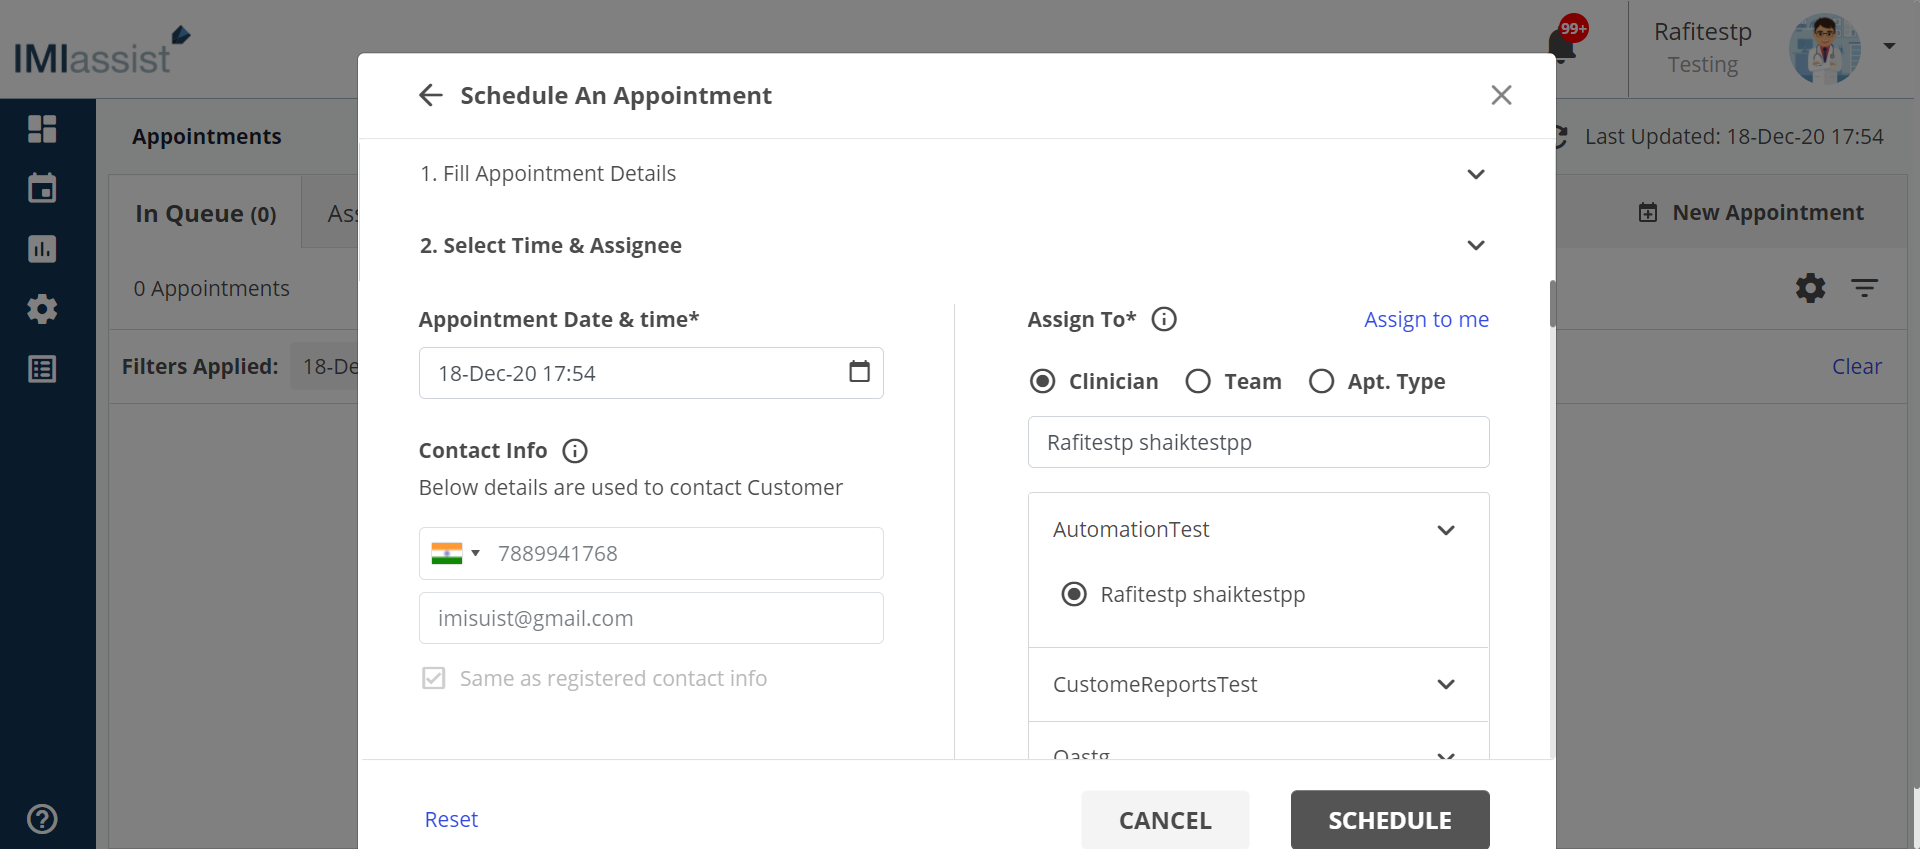 IMIassist
99+
Rafitestp
Testing
Schedule An Appointment
Appointments
Last Updated: 18-Dec-20 17:54
1. Fill Appointment Details
In Queue (0)
Ass
New Appointment
2. Select Time & Assignee
0 Appointments
Appointment Date & time*
Assign To*
Assign to me
Filters Applied:
18-De
18-Dec-20 17:54
Clinician
Team
Apt. Type
Clear
Contact Info
Rafitestp shaiktestpp
Below details are used to contact Customer
AutomationTest
7889941768
Rafitestp shaiktestpp
imisuist@gmail.com
Same as registered contact info
CustomeReportsTest
Qastg
Reset
CANCEL
SCHEDULE